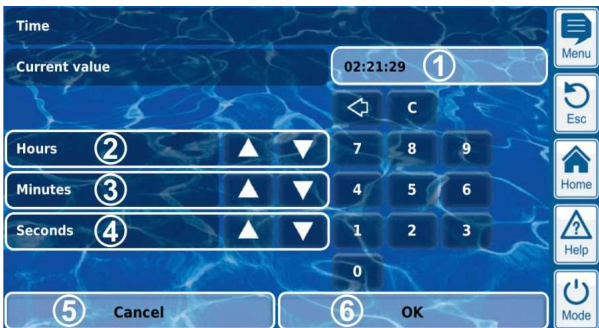 Time
Menu
Current value 02:21:29 1
C
Esc
Hours 2 7 8 9
Home
Minutes 3 4 5 6
Seconds 4 1 2 3
Help
0
5 Cancel 6 OK
Mode